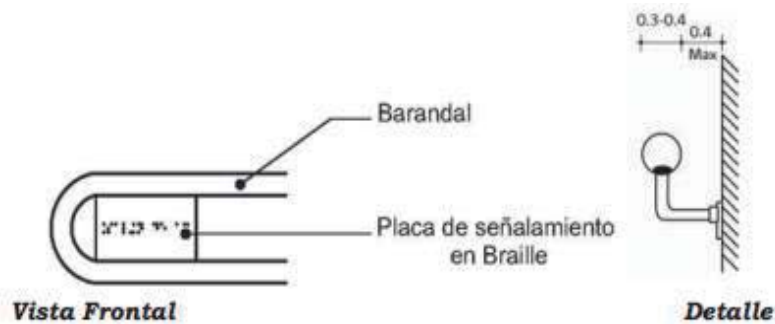 0.3-0.4
0.4
Max
Barandal
Placa de señalamiento
en Braille
Vista Frontal
Detalle